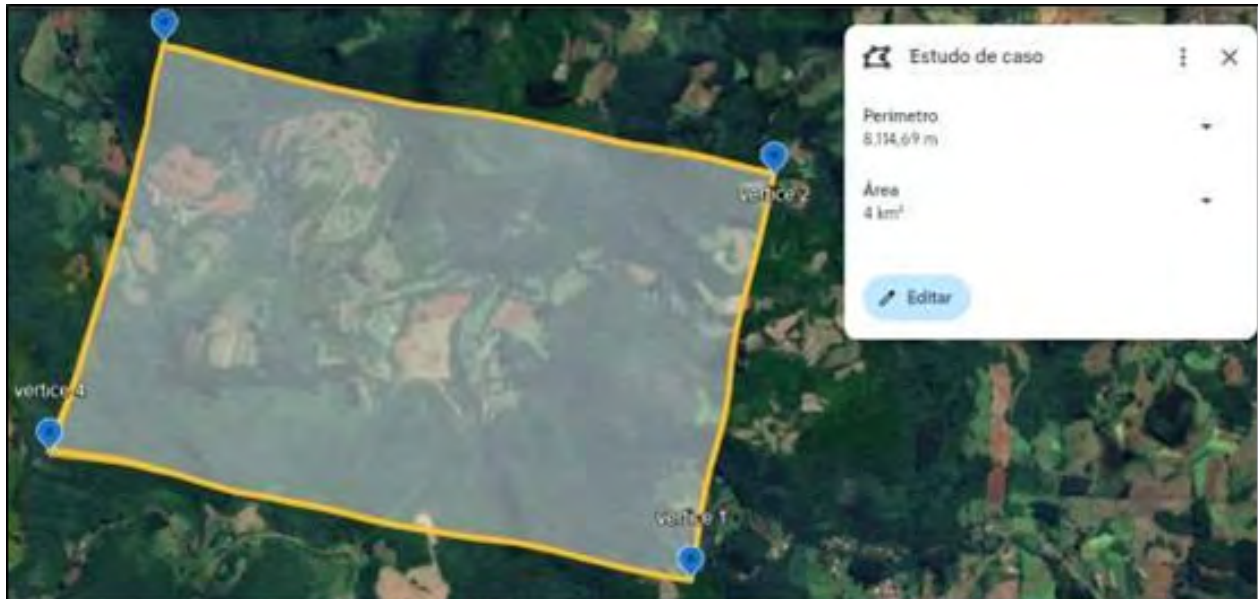 Estudo de caso
Perímetro
8.114,69 m
Área
4 km²
Editar
vertice 2
vertice 4
vertice 1